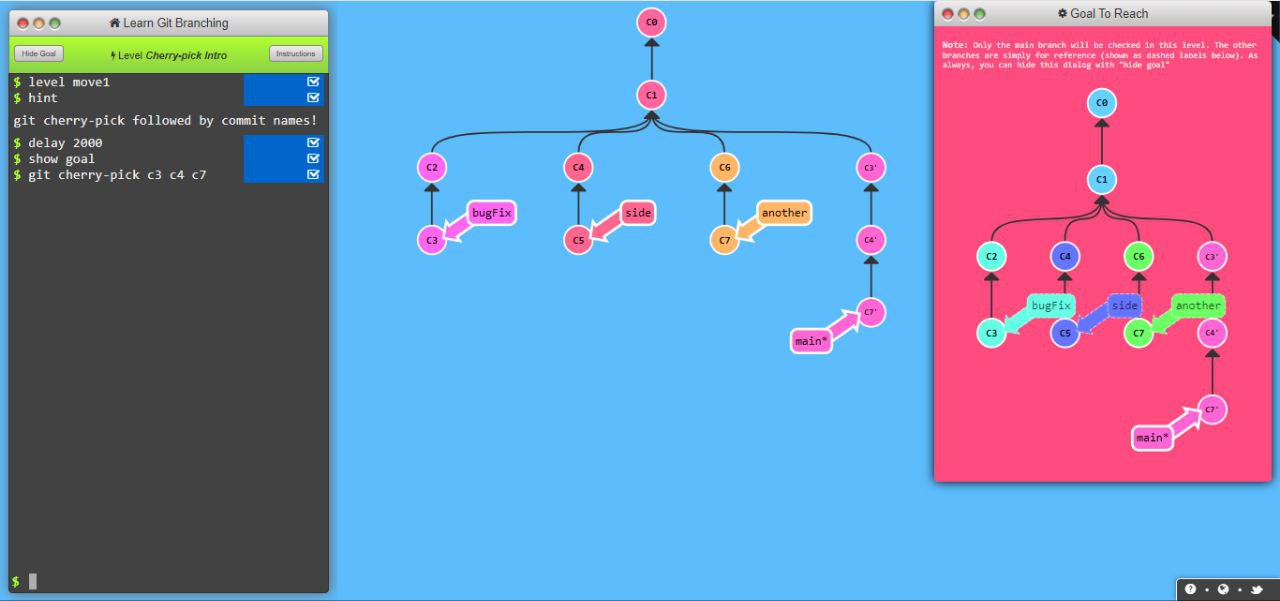 Learn Git Branching
Hide Goal
Level Cherry-pick Intro
Instructions
$ level move1
$ hint
git cherry-pick followed by commit names!
$ delay 2000
$ show goal
$ git cherry-pick c3 c4 c7
$
C0
C1
C2
C4
C6
C3'
bugFix
side
another
C3
C5
C7
C4'
C7'
main*
Goal To Reach
Note: Only the main branch will be checked in this level. The other
branches are simply for reference (shown as dashed labels below). As
always, you can hide this dialog with "hide goal"
C0
C1
C2
C4
C6
C3'
bugFix
side
another
C3
C5
C7
C4'
C7'
main*